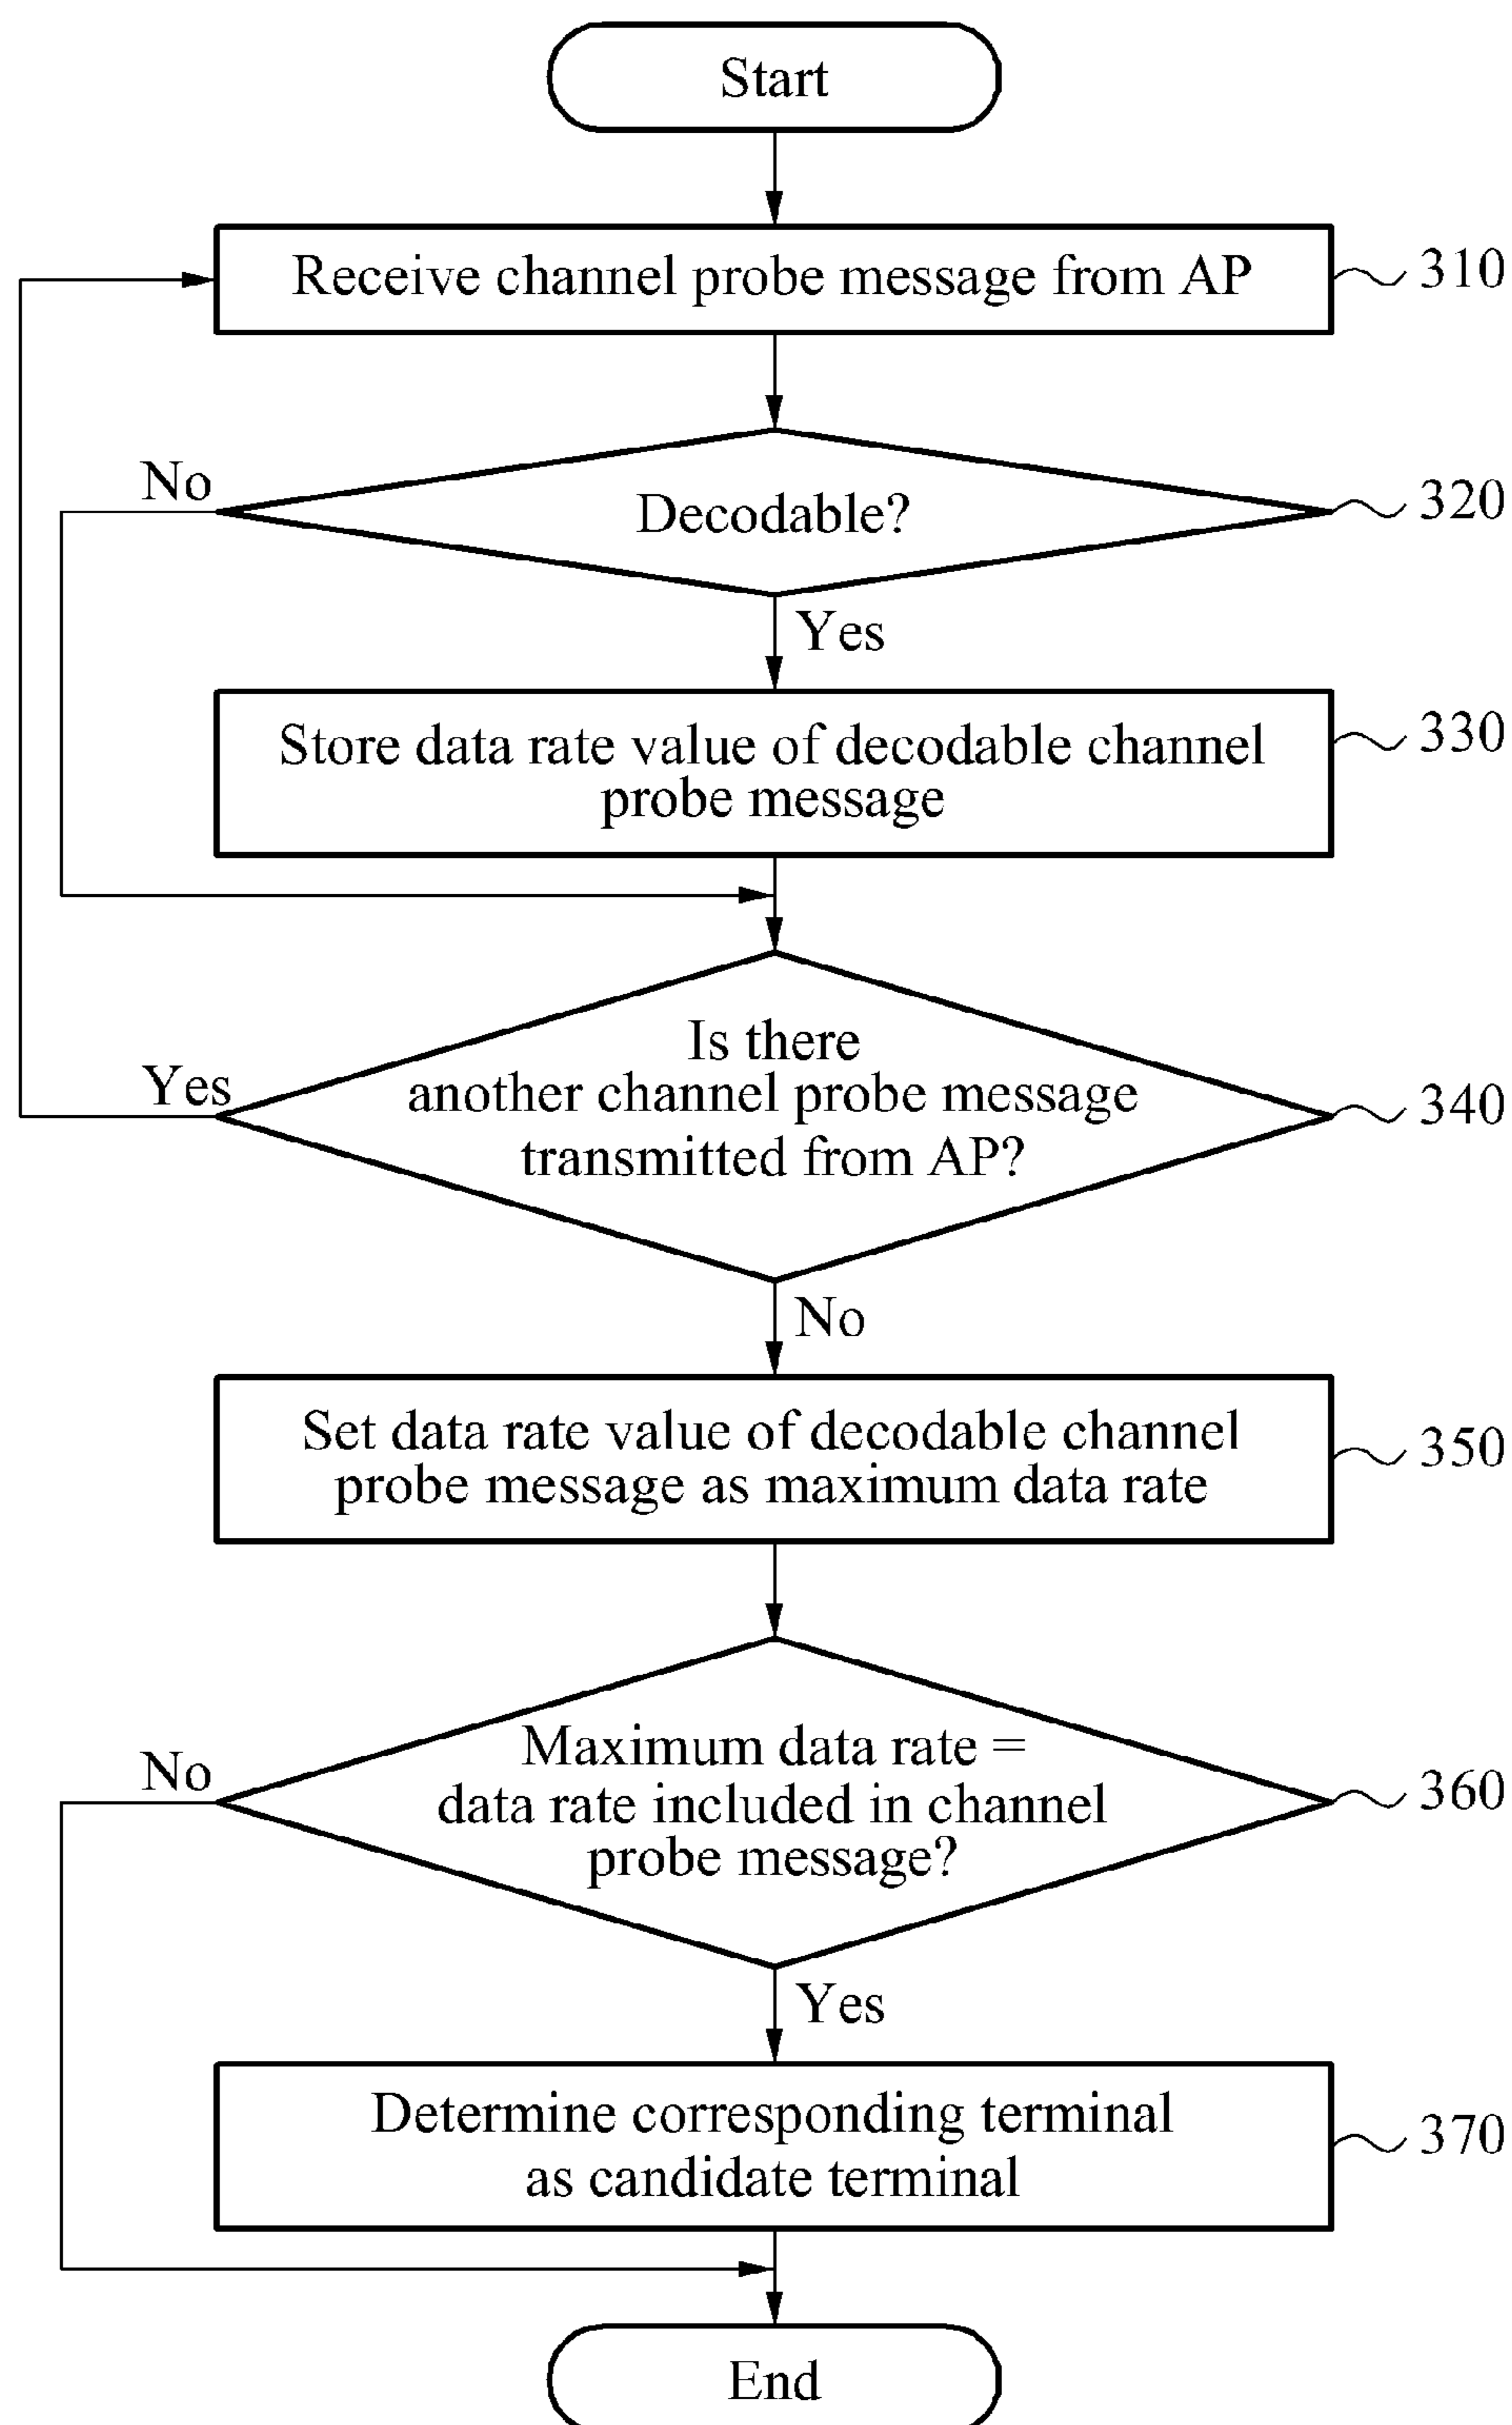 Start
Receive channel probe message from AP
310
No
Decodable?
320
Yes
Store data rate value of decodable channel
probe message
330
Is there
another channel probe message
transmitted from AP?
Yes
340
No
Set data rate value of decodable channel
probe message as maximum data rate
350
Maximum data rate =
data rate included in channel
probe message?
No
360
Yes
Determine corresponding terminal
as candidate terminal
370
End